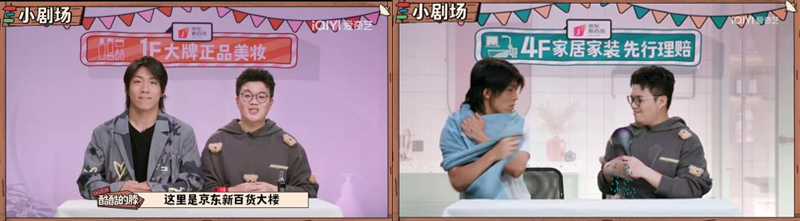 小剧场
iQIYI 爱奇艺
京东
新百货
1F大牌正品美妆
酷酷的滕
这里是京东新百货大楼
小剧场
iQIYI 爱奇艺
京东
新百货
4F家居家装 先行理赔